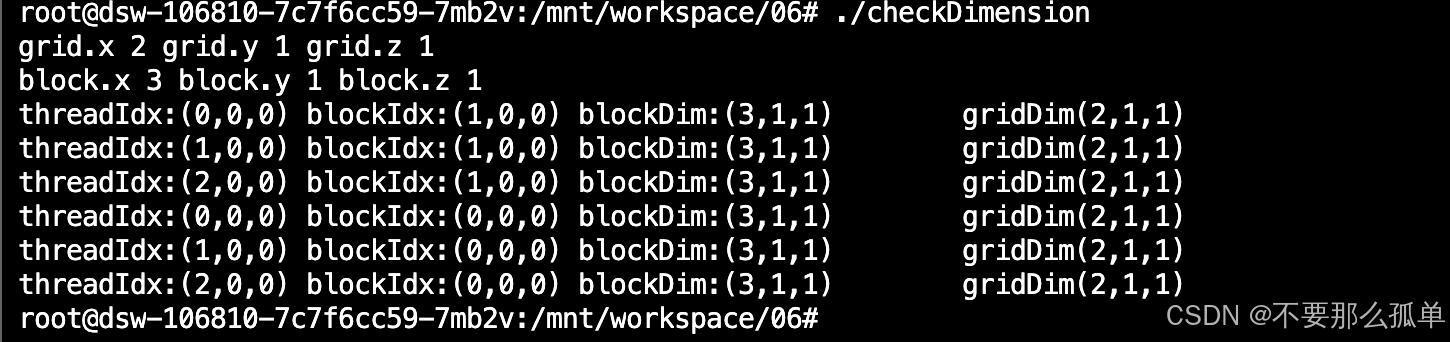 root@dsw-106810-7c7f6cc59-7mb2v:/mnt/workspace/06# ./checkDimension
grid.x 2 grid.y 1 grid.z 1
block.x 3 block.y 1 block.z 1
threadIdx:(0,0,0) blockIdx:(1,0,0) blockDim:(3,1,1)        gridDim(2,1,1)
threadIdx:(1,0,0) blockIdx:(1,0,0) blockDim:(3,1,1)        gridDim(2,1,1)
threadIdx:(2,0,0) blockIdx:(1,0,0) blockDim:(3,1,1)        gridDim(2,1,1)
threadIdx:(0,0,0) blockIdx:(0,0,0) blockDim:(3,1,1)        gridDim(2,1,1)
threadIdx:(1,0,0) blockIdx:(0,0,0) blockDim:(3,1,1)        gridDim(2,1,1)
threadIdx:(2,0,0) blockIdx:(0,0,0) blockDim:(3,1,1)        gridDim(2,1,1)
root@dsw-106810-7c7f6cc59-7mb2v:/mnt/workspace/06#
CSDN @不要那么孤单